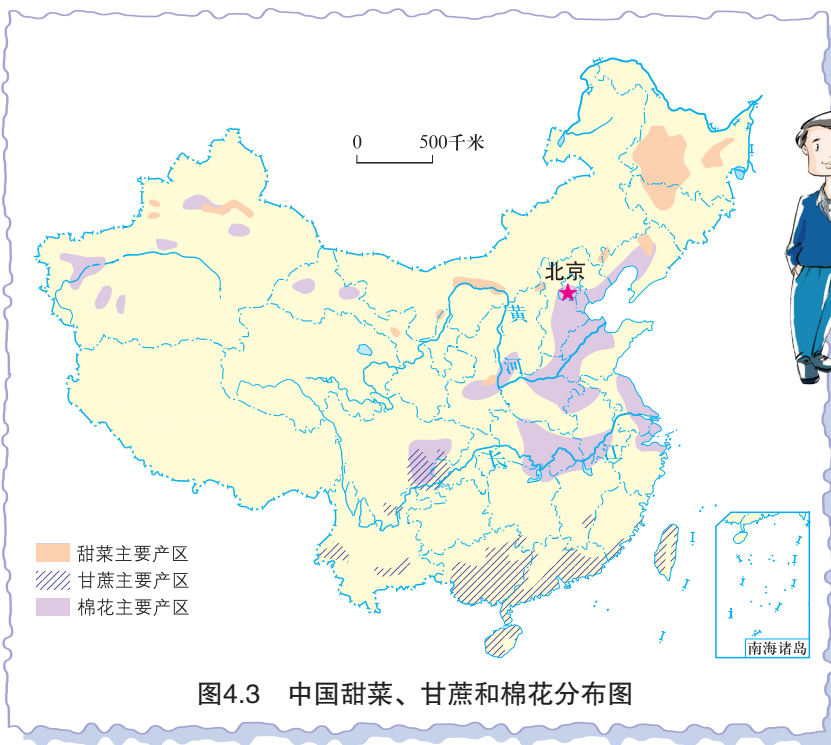 0 500千米
北京
黄
河
长
江
甜菜主要产区
甘蔗主要产区
棉花主要产区
南海诸岛
图4.3 中国甜菜、甘蔗和棉花分布图